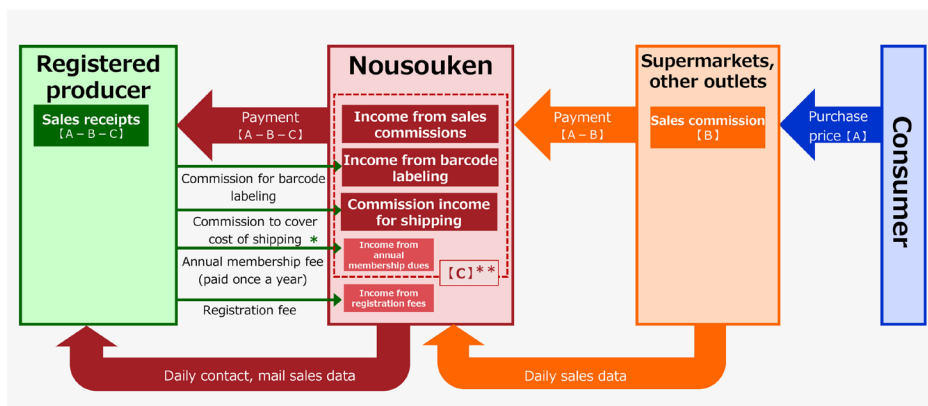 Registered
producer
Sales receipts
【A－B－C】
Payment
【A－B－C】
Commission for barcode
labeling
Commission to cover
cost of shipping *
Annual membership fee
(paid once a year)
Registration fee
Nousouken
Income from sales
commissions
Income from barcode
labeling
Commission income
for shipping
Income from
annual
membership dues
【C】**
Income from
registration fees
Payment
【A－B】
Supermarkets,
other outlets
Sales commission
【B】
Purchase
price【A】
Consumer
Daily contact, mail sales data
Daily sales data